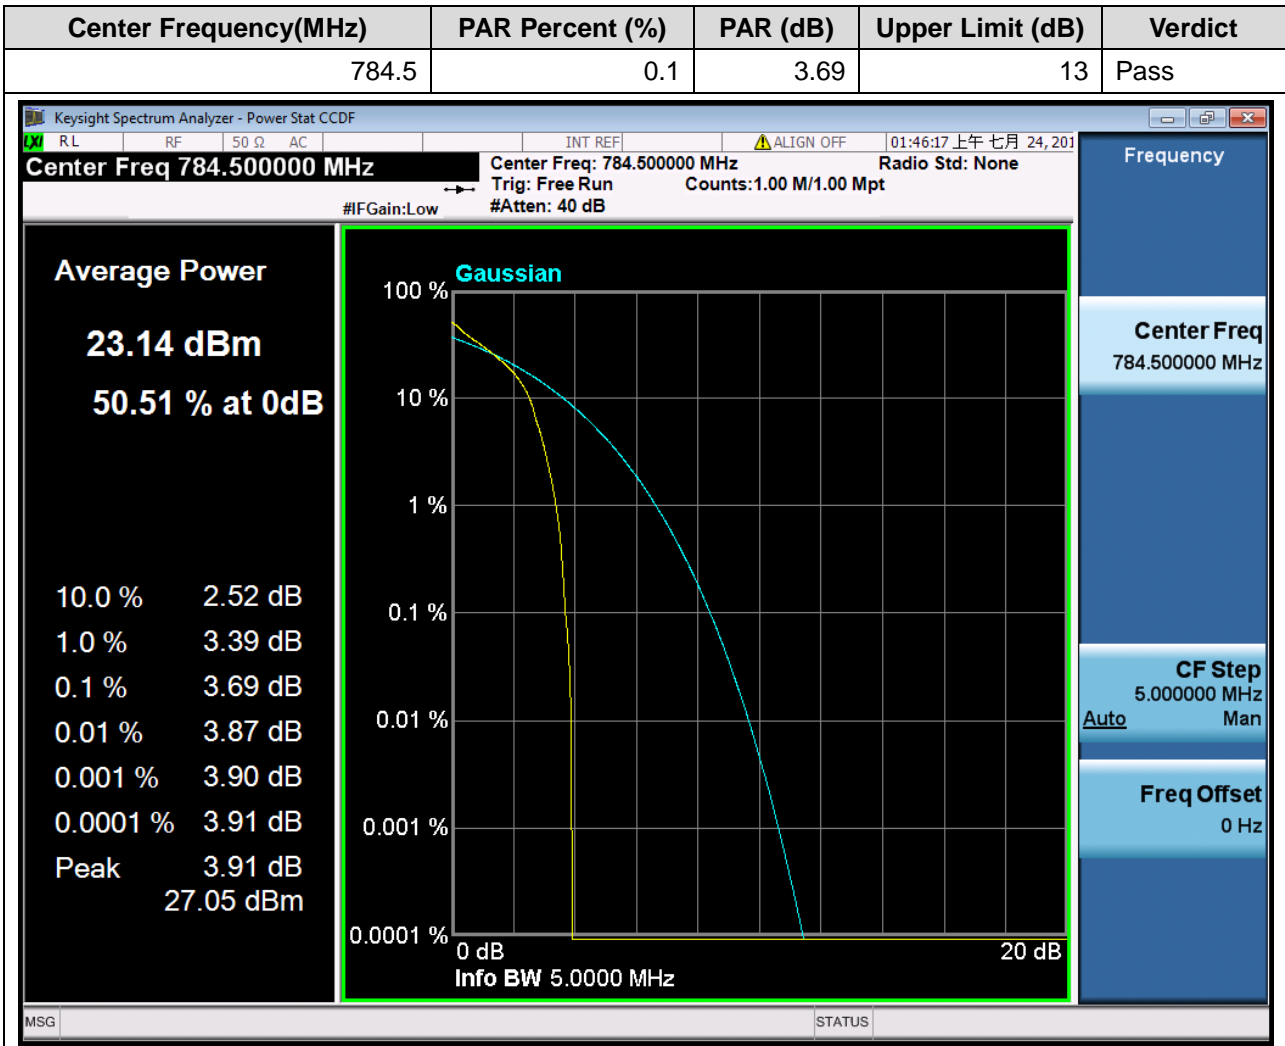 Center Frequency(MHz) PAR Percent (%) PAR (dB) Upper Limit (dB) Verdict
784.5 0.1 3.69 13 Pass
Keysight Spectrum Analyzer - Power Stat CCDF
LXI RL RF 50 Ω AC INT REF ALIGN OFF 01:46:17 上午 七月 24, 201
Center Freq 784.500000 MHz
Center Freq: 784.500000 MHz Radio Std: None
Trig: Free Run Counts:1.00 M/1.00 Mpt
#IFGain:Low #Atten: 40 dB
Frequency
Average Power
23.14 dBm
50.51 % at 0dB
10.0 % 2.52 dB
1.0 % 3.39 dB
0.1 % 3.69 dB
0.01 % 3.87 dB
0.001 % 3.90 dB
0.0001 % 3.91 dB
Peak 3.91 dB
27.05 dBm
Gaussian
100 %
10 %
1 %
0.1 %
0.01 %
0.001 %
0.0001 %
0 dB 20 dB
Info BW 5.0000 MHz
Center Freq
784.500000 MHz
CF Step
5.000000 MHz
Auto Man
Freq Offset
0 Hz
MSG STATUS